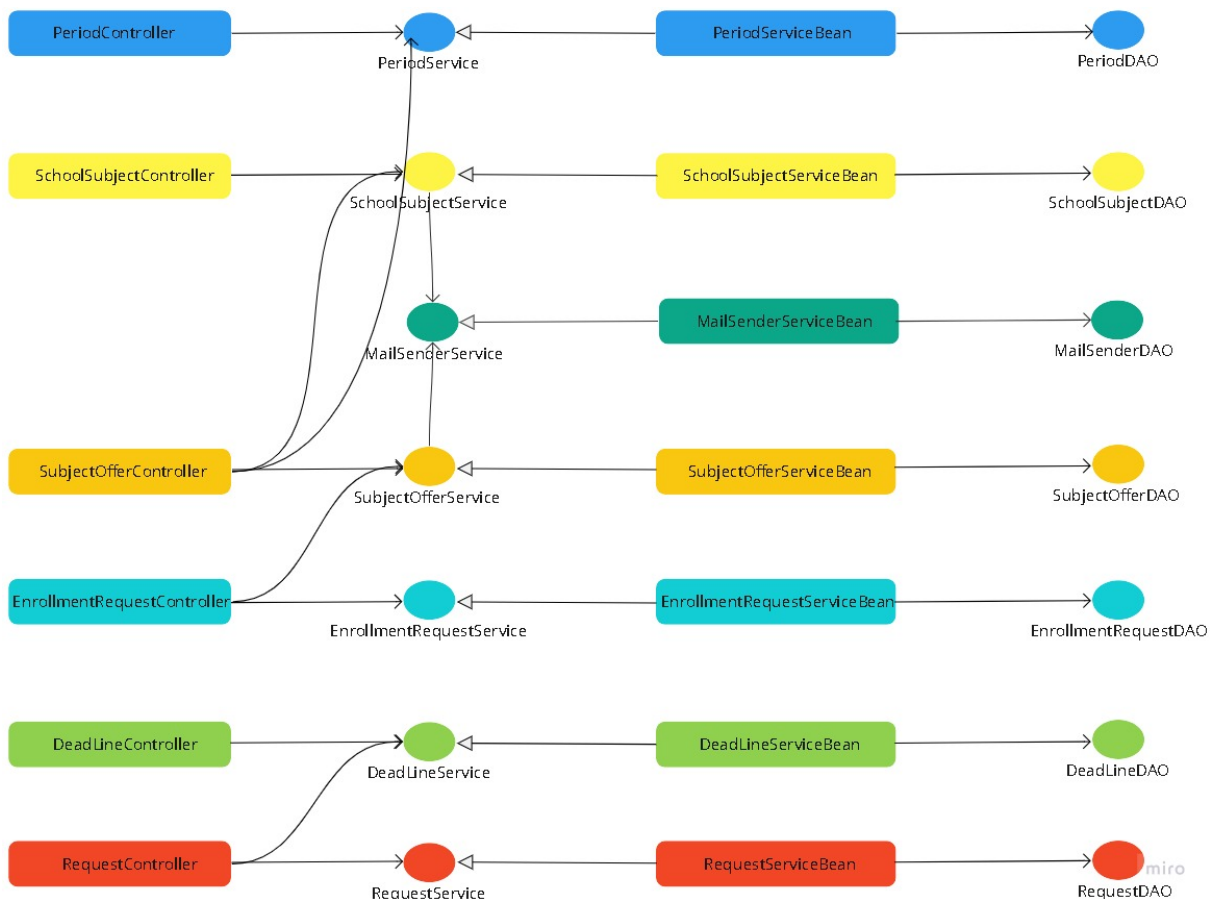 PeriodController
PeriodServiceBean
PeriodService
PeriodDAO
SchoolSubjectController
SchoolSubjectServiceBean
SchoolSubjectService
SchoolSubjectDAO
MailSenderServiceBean
MailSenderService
MailSenderDAO
SubjectOfferController
SubjectOfferServiceBean
SubjectOfferService
SubjectOfferDAO
EnrollmentRequestController
EnrollmentRequestServiceBean
EnrollmentRequestService
EnrollmentRequestDAO
DeadLineController
DeadLineServiceBean
DeadLineService
DeadLineDAO
RequestController
RequestServiceBean
miro
RequestService
RequestDAO